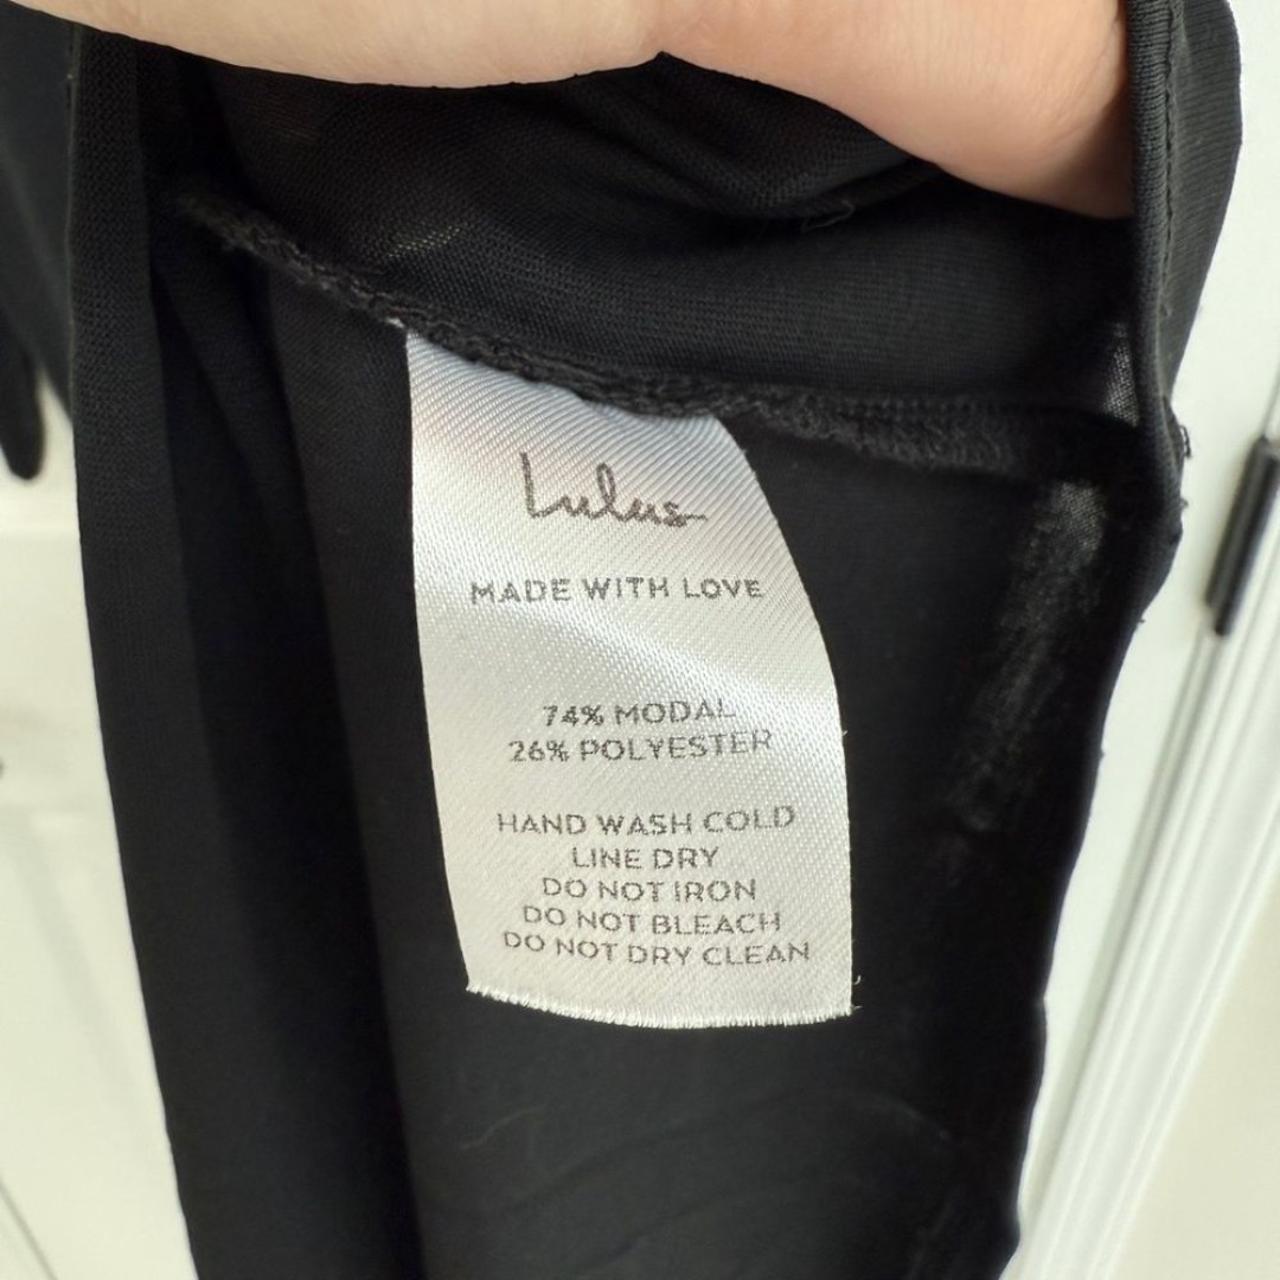 Lulus
MADE WITH LOVE
74% MODAL
26% POLYESTER
HAND WASH COLD
LINE DRY
DO NOT IRON
DO NOT BLEACH
DO NOT DRY CLEAN